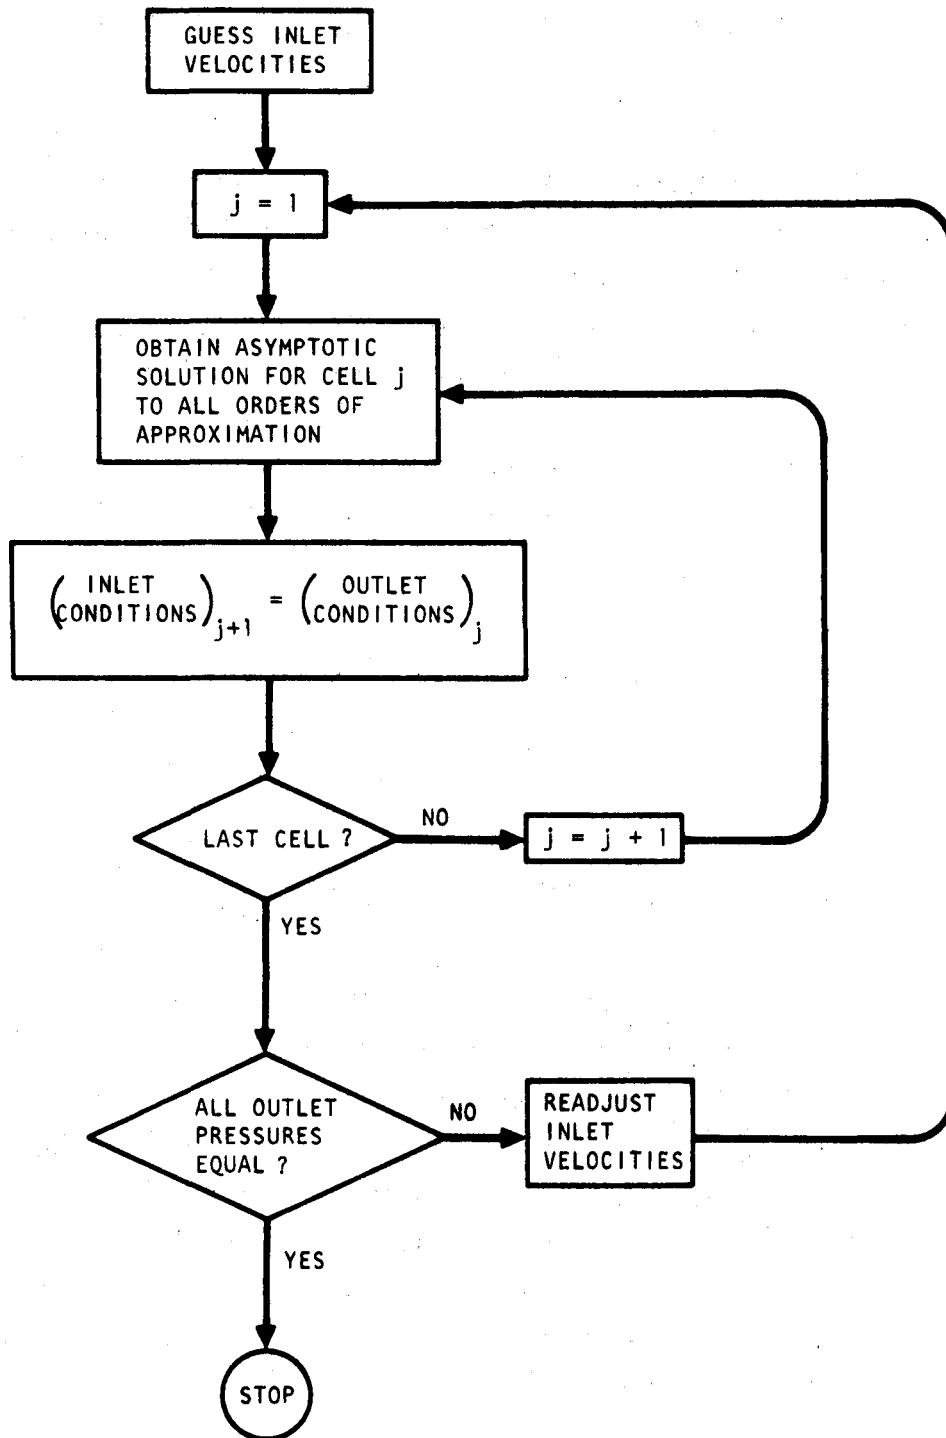 GUESS INLET
VELOCITIES
j = 1
OBTAIN ASYMPTOTIC
SOLUTION FOR CELL j
TO ALL ORDERS OF
APPROXIMATION
(INLET CONDITIONS)j+1 = (OUTLET CONDITIONS)j
LAST CELL ?
NO
j = j + 1
YES
ALL OUTLET
PRESSURES
EQUAL ?
NO
READJUST
INLET
VELOCITIES
YES
STOP